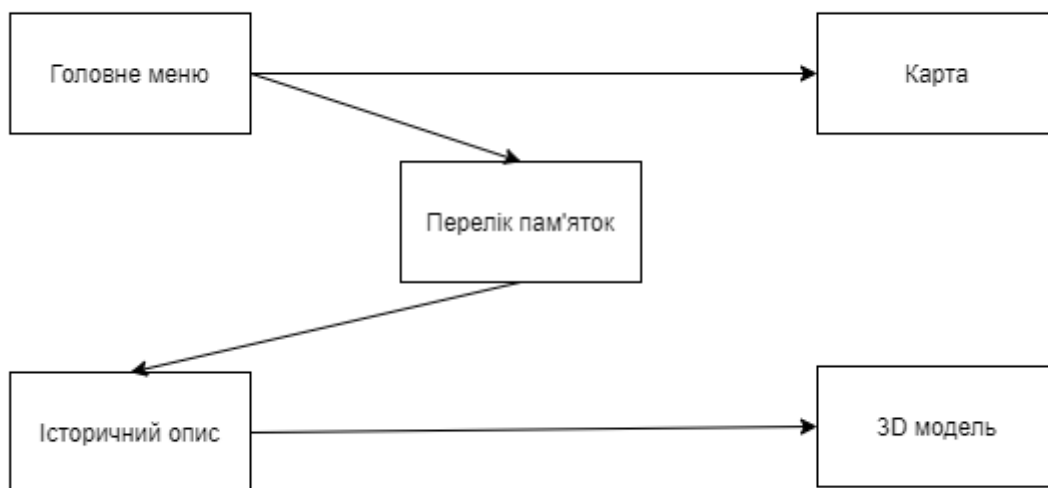 Головне меню
Карта
Перелік пам'яток
Історичний опис
3D модель